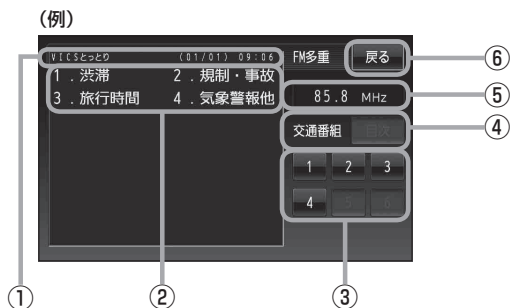 (例)
VICSとっとり (01/01) 09:06 FM多重 戻る ⑥
1.渋滞 2.規制・事故
3.旅行時間 4.気象警報他
85.8 MHz ⑤
交通番組 目次 ④
1 2 3
4 5 6
① ② ③